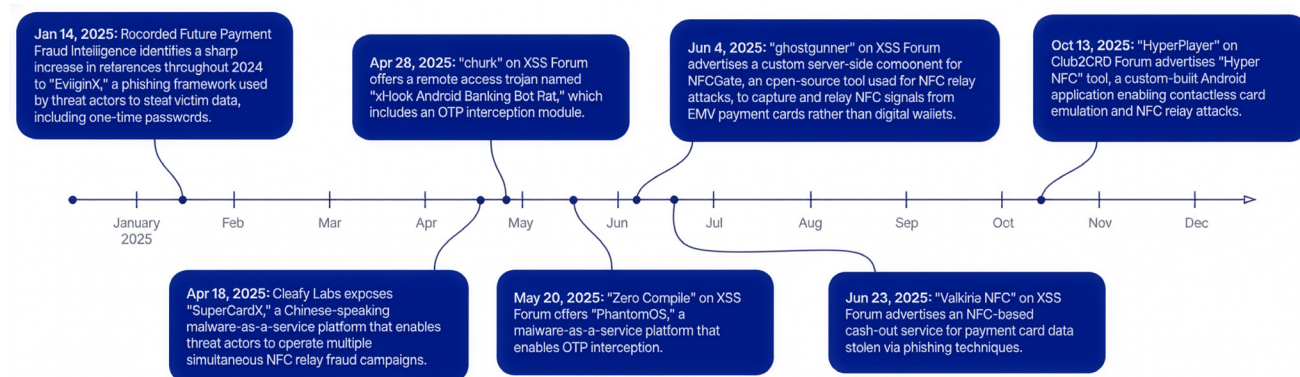 Jan 14, 2025: Rocorded Future Payment
Fraud Inteiiigence identifies a sharp
increase in reterances throughout 2024
to "EviiginX," a phishing framework used
by threat actors to steal victim data,
including one-time passwcrds.
Apr 28, 2025: "churk" on XSS Forum
offers a remote access trojan named
"xHook Android Banking Bot Rat," which
includes an OTP interception module.
Jun 4, 2025: "ghostgunner" on XSS Forum
advertises a custom server-side comoonent for
NFCGate, an cpen-source tool used for NFC relay
attacks, to capture and relay NFC signals from
EMV payment cards rather than digital waiiets.
Oct 13, 2025: "HyperPlayer" on
Club2CRD Forum advertises "Hyper
NFC" tool, a custom-buiit Android
application enabling contactless card
emulation and NFC reiay attacks.
January
2025
Feb
Apr
May
Jun
Jul
Aug
Sep
Oct
Nov
Dec
Apr 18, 2025: Cleafy Labs expcses
"SuperCardX," a Chinese-speaking
malware-as-a-service platform that enables
threat actors to operate multiple
simultaneous NFC relay fraud campaigns.
May 20, 2025: "Zero Compile" on XSS
Forum offers "PhantomOS," a
maiware-as-a-service platform that
enables OTP interception.
Jun 23, 2025: "Valkiria NFC" on XSS
Forum advertises an NFC-based
cash-out service for payment card data
stolen via phishing techniques.